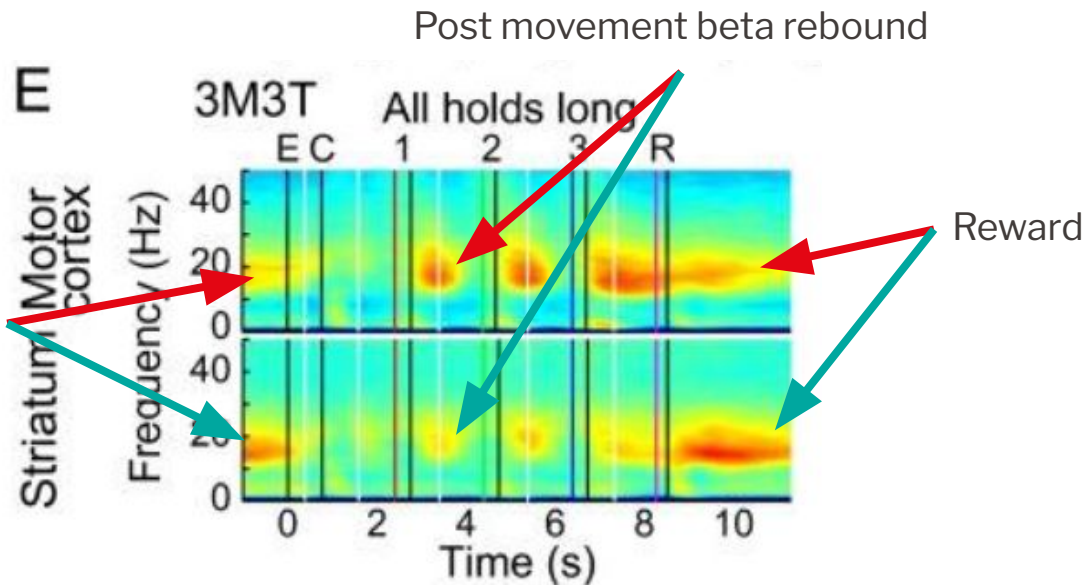 Post movement beta rebound
E
3M3T
All holds long
E C 1 2 3 R
Striatum Motor
cortex
Frequency (Hz)
40
20
0
40
20
0
Reward
0 2 4 6 8 10
Time (s)